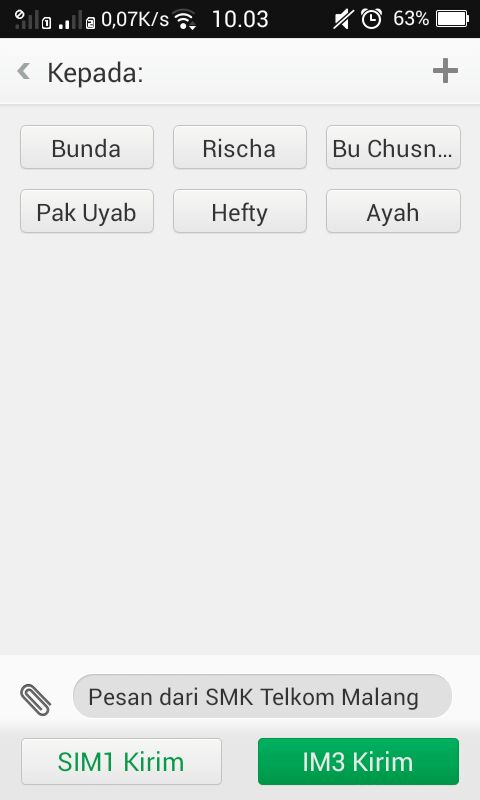 1 2 0,07K/s 10.03 63%
Kepada:
Bunda Rischa Bu Chusn...
Pak Uyab Hefty Ayah
Pesan dari SMK Telkom Malang
SIM1 Kirim IM3 Kirim